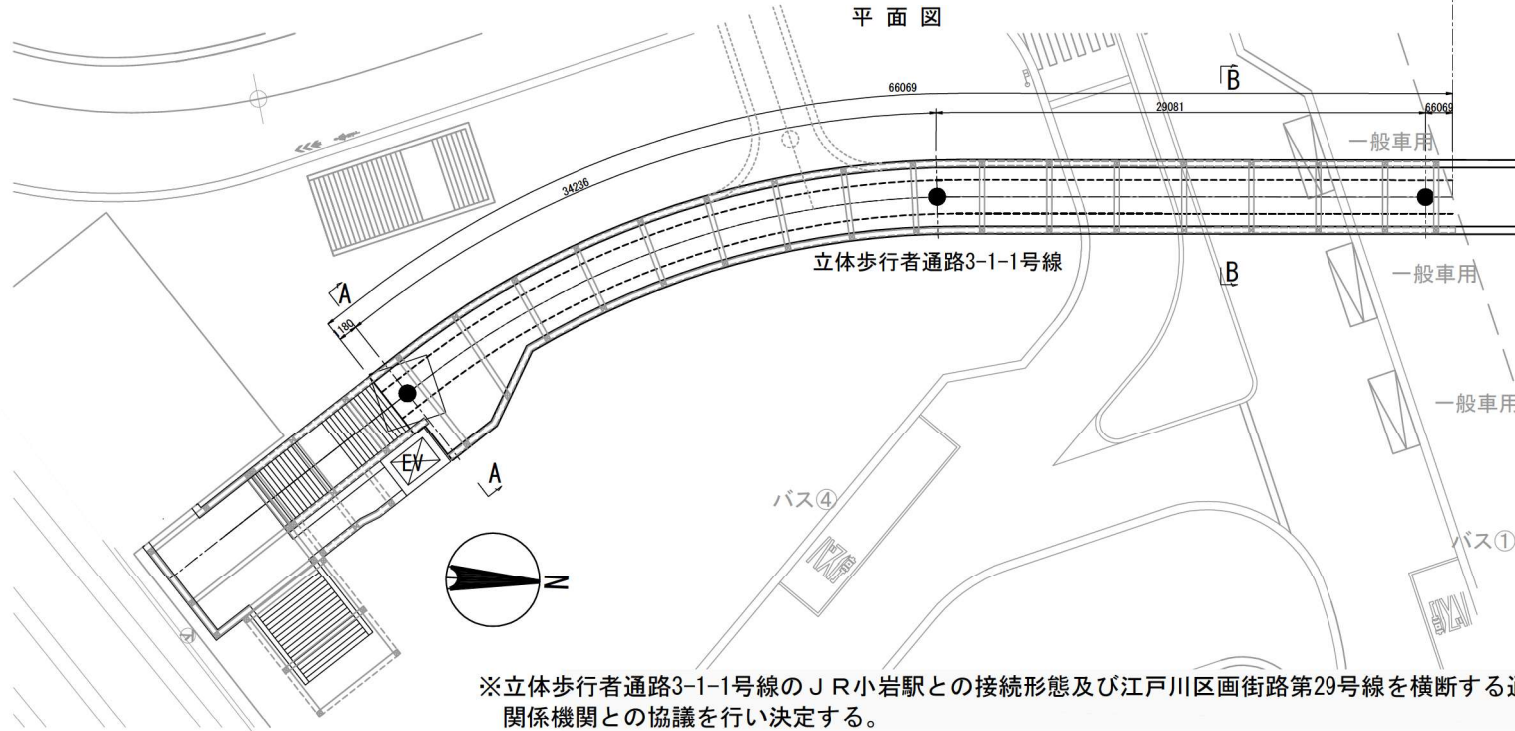 平面図
B
66069
29081
66069
一般車用
34236
立体歩行者通路3-1-1号線
A
180
B
一般車用
一般車用
EV
A
バス④
N
バス①
※立体歩行者通路3-1-1号線のＪＲ小岩駅との接続形態及び江戸川区画街路第29号線を横断する通
関係機関との協議を行い決定する。